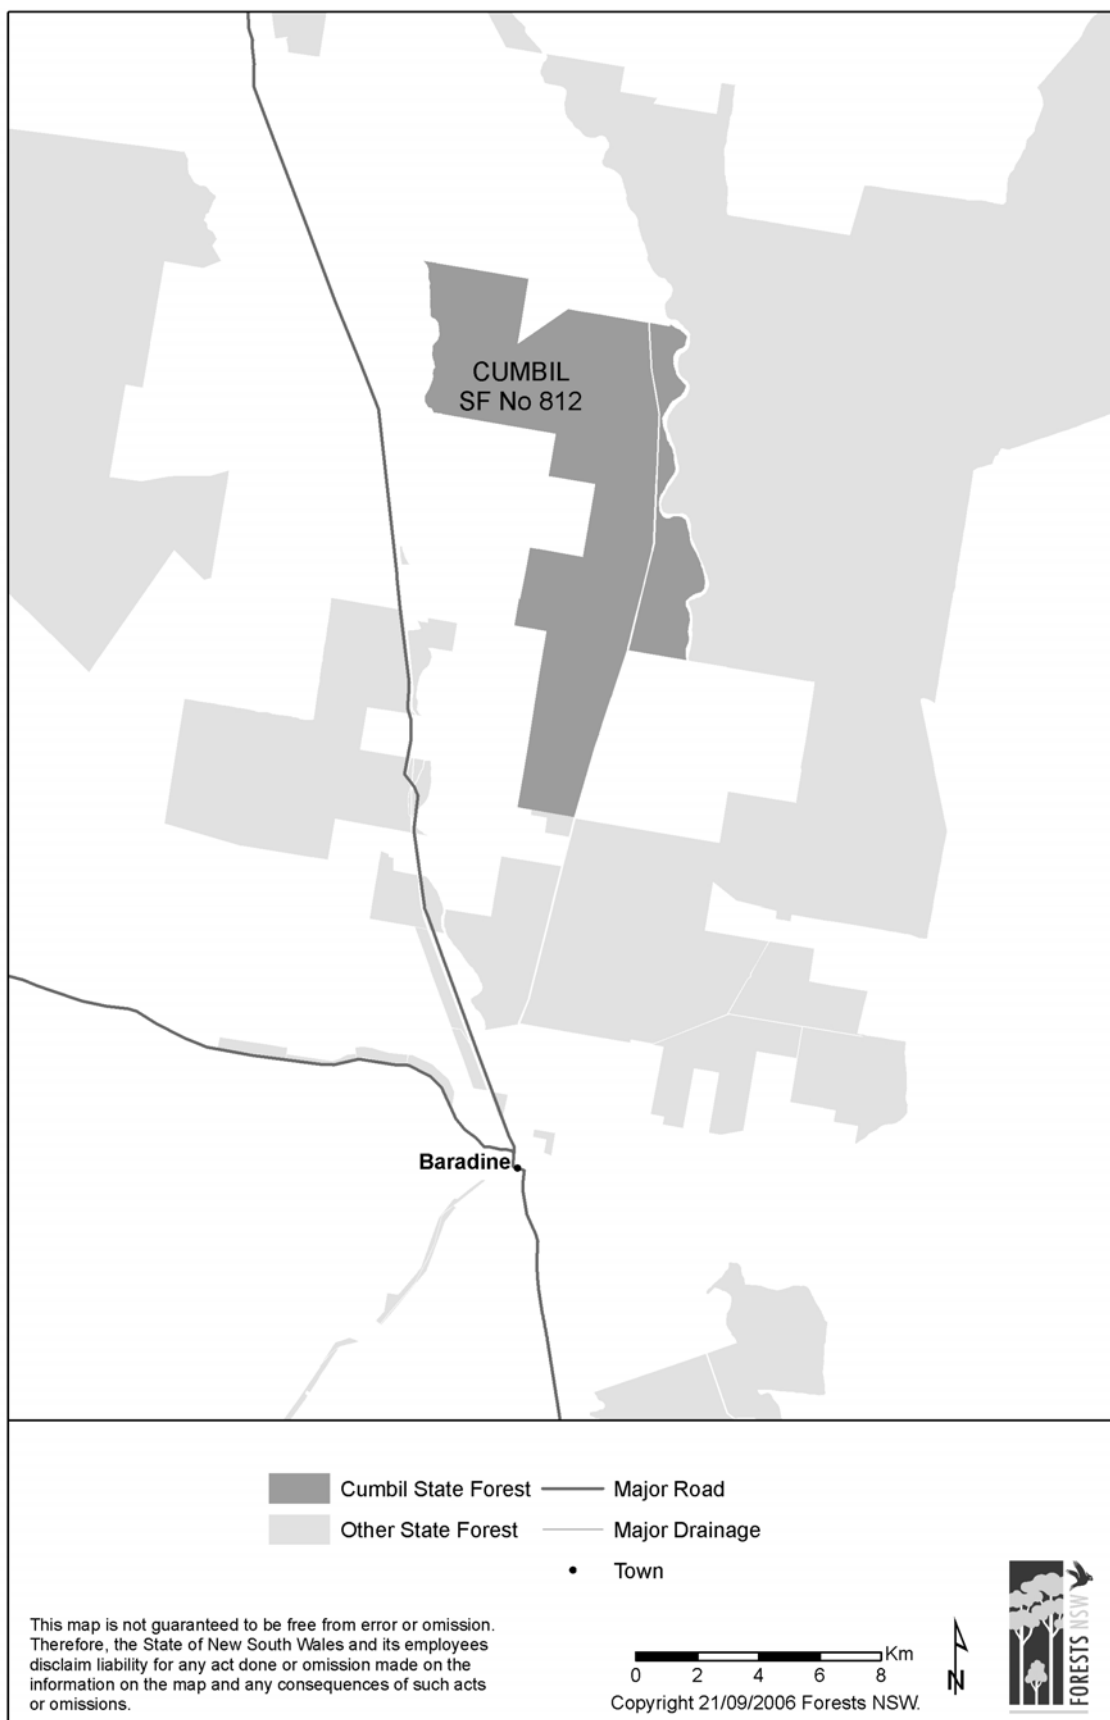 CUMBIL
SF No 812
Baradine
Cumbil State Forest
Major Road
Other State Forest
Major Drainage
Town
This map is not guaranteed to be free from error or omission.
Therefore, the State of New South Wales and its employees
disclaim liability for any act done or omission made on the
information on the map and any consequences of such acts
or omissions.
Km
0 2 4 6 8
Copyright 21/09/2006 Forests NSW.
N
FORESTS NSW